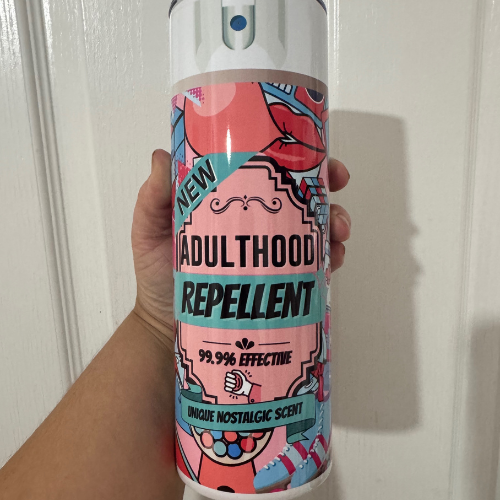 NEW
ADULTHOOD
REPELLENT
99.9% EFFECTIVE
UNIQUE NOSTALGIC SCENT